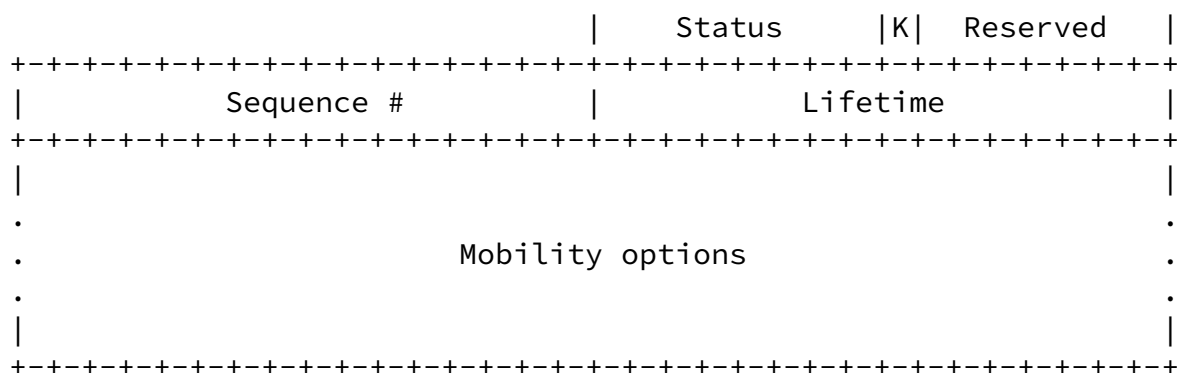 |    Status     |K|  Reserved   |
+-+-+-+-+-+-+-+-+-+-+-+-+-+-+-+-+-+-+-+-+-+-+-+-+-+-+-+-+-+-+-+-+
|           Sequence #          |           Lifetime            |
+-+-+-+-+-+-+-+-+-+-+-+-+-+-+-+-+-+-+-+-+-+-+-+-+-+-+-+-+-+-+-+-+
|                                                               |
.                                                               .
.                        Mobility options                       .
.                                                               .
|                                                               |
+-+-+-+-+-+-+-+-+-+-+-+-+-+-+-+-+-+-+-+-+-+-+-+-+-+-+-+-+-+-+-+-+